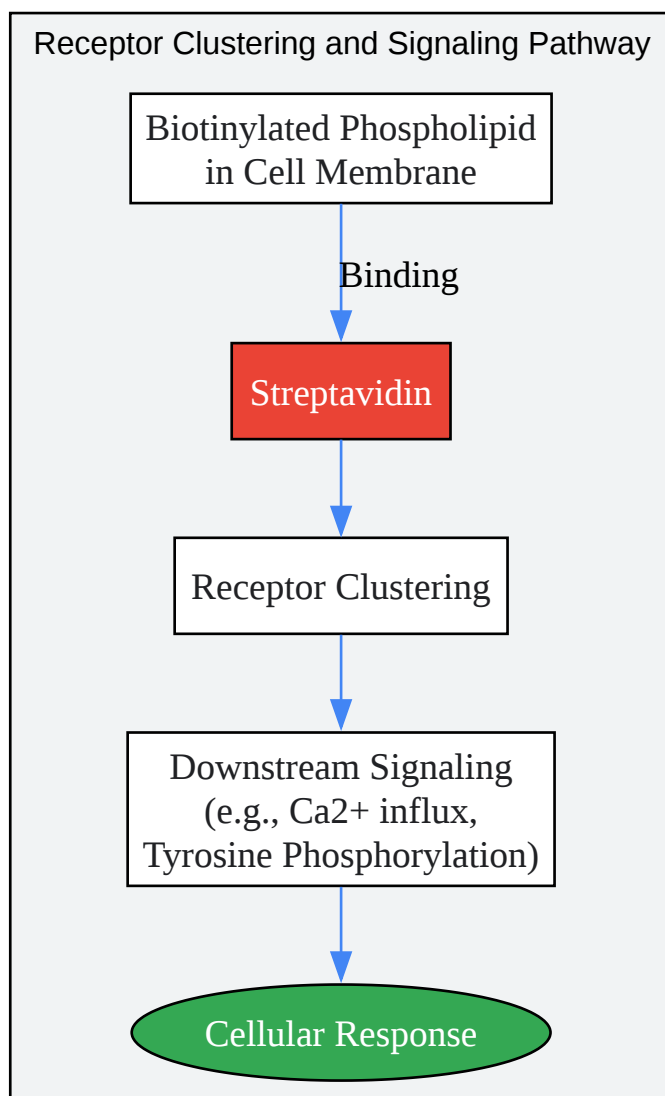 Receptor Clustering and Signaling Pathway
Biotinylated Phospholipid
in Cell Membrane
Binding
Streptavidin
Receptor Clustering
Downstream Signaling
(e.g., Ca2+ influx,
Tyrosine Phosphorylation)
Cellular Response